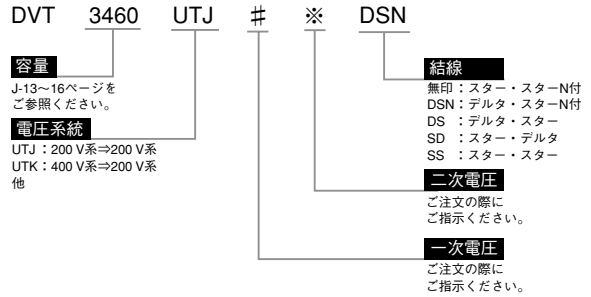 DVT 3460 UTJ # ※ DSN
容量
J-13～16ページを
ご参照ください。
電圧系統
UTJ：200 V系⇒200 V系
UTK：400 V系⇒200 V系
他
結線
無印：スター・スターN付
DSN：デルタ・スターN付
DS ：デルタ・スター
SD ：スター・デルタ
SS ：スター・スター
二次電圧
ご注文の際に
ご指示ください。
一次電圧
ご注文の際に
ご指示ください。